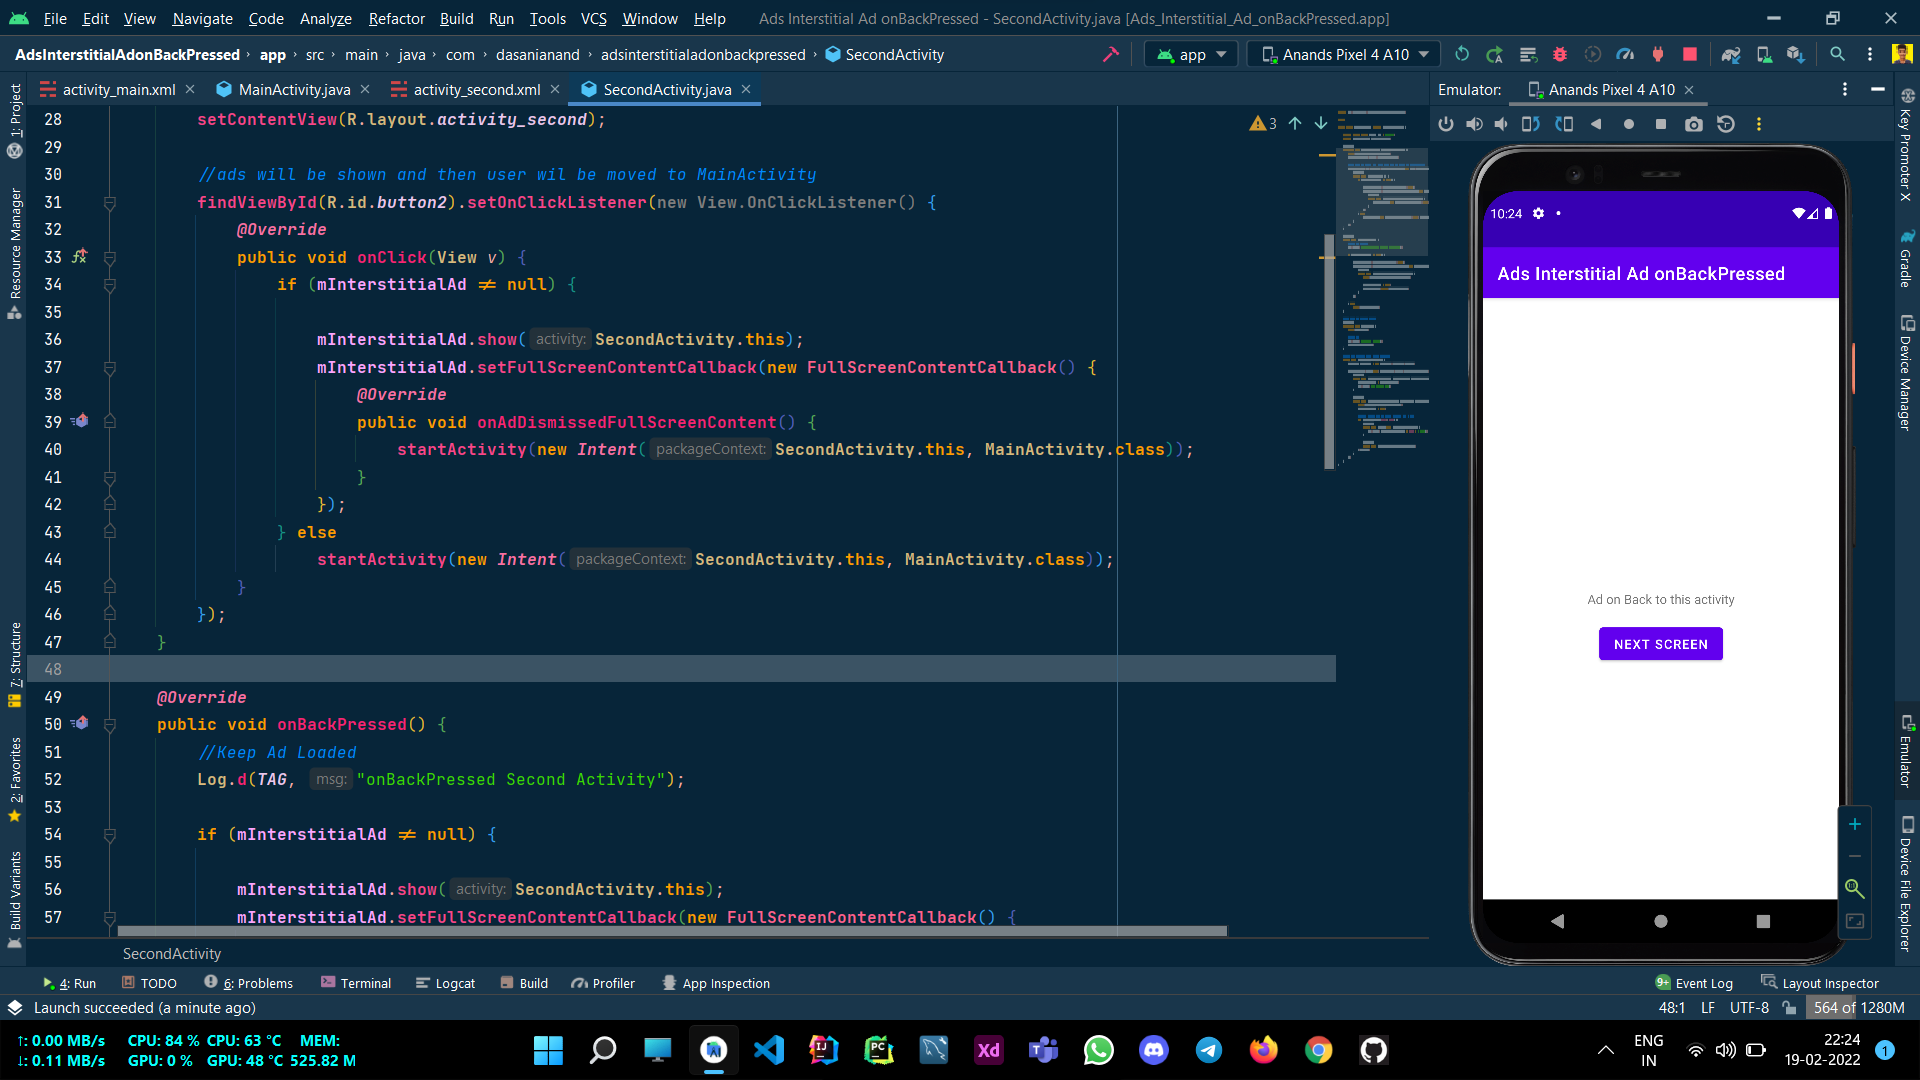 File Edit View Navigate Code Analyze Refactor Build Run Tools VCS Window Help Ads Interstitial Ad onBackPressed - SecondActivity.java [Ads_Interstitial_Ad_onBackPressed.app]
AdsInterstitialAdonBackPressed › app › src › main › java › com › dasanianand › adsinterstitialadonbackpressed › SecondActivity app Anands Pixel 4 A10
activity_main.xml MainActivity.java activity_second.xml SecondActivity.java Emulator: Anands Pixel 4 A10
1: Project
Resource Manager
7: Structure
2: Favorites
Build Variants
3
28 setContentView(R.layout.activity_second);
29
30 //ads will be shown and then user wil be moved to MainActivity
31 findViewById(R.id.button2).setOnClickListener(new View.OnClickListener() {
32 @Override
33 public void onClick(View v) {
34 if (mInterstitialAd ≠ null) {
35
36 mInterstitialAd.show( activity: SecondActivity.this);
37 mInterstitialAd.setFullScreenContentCallback(new FullScreenContentCallback() {
38 @Override
39 public void onAdDismissedFullScreenContent() {
40 startActivity(new Intent( packageContext: SecondActivity.this, MainActivity.class));
41 }
42 });
43 } else
44 startActivity(new Intent( packageContext: SecondActivity.this, MainActivity.class));
45 }
46 });
47 }
48
49 @Override
50 public void onBackPressed() {
51 //Keep Ad Loaded
52 Log.d(TAG, msg: "onBackPressed Second Activity");
53
54 if (mInterstitialAd ≠ null) {
55
56 mInterstitialAd.show( activity: SecondActivity.this);
57 mInterstitialAd.setFullScreenContentCallback(new FullScreenContentCallback() {
SecondActivity
10:24
Ads Interstitial Ad onBackPressed
Ad on Back to this activity
NEXT SCREEN
Key Promoter X
Gradle
Device Manager
Emulator
Device File Explorer
4: Run TODO 6: Problems Terminal Logcat Build Profiler App Inspection 9+ Event Log Layout Inspector
Launch succeeded (a minute ago) 48:1 LF UTF-8 564 of 1280M
↑: 0.00 MB/s CPU: 84 % CPU: 63 °C MEM:
↓: 0.11 MB/s GPU: 0 % GPU: 48 °C 525.82 M
IJ PC Xd
ENG
IN
22:24
19-02-2022
1